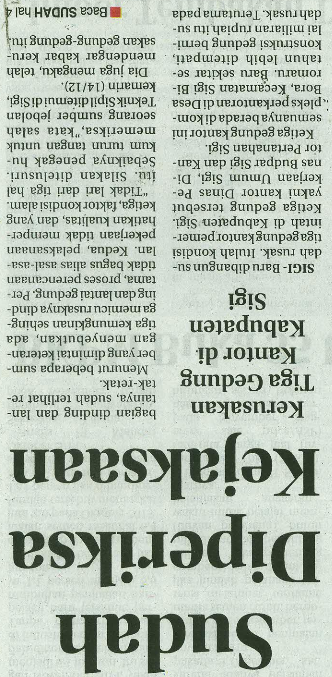 Sudah
Diperiksa
Kejaksaan
Kerusakan
Tiga Gedung
Kantor di
Kabupaten
Sigi
SIGI- Baru dibangun su-
dah rusak. Itulah kondisi
tiga gedung kantor pemer-
intah di Kabupaten Sigi.
Ketiga gedung tersebut
yakni kantor Dinas Pe-
kerjaan Umum Sigi, Di-
nas Budpar Sigi dan Kan-
tor Pertanahan Sigi.
Ketiga gedung kantor ini
semuanya berada di kom-
pleks perkantoran di Desa
Bora, Kecamatan Sigi Bi-
romaru. Baru sekitar se-
tahun lebih ditempati,
konstruksi gedung berni-
lai miliaran rupiah itu su-
dah rusak. Terutama pada
bagian dinding dan lan-
tainya, sudah terlihat re-
tak-retak.
Menurut beberapa sum-
ber yang dimintai keteran-
gan menyebutkan, ada
tiga kemungkinan sehing-
ga memicu rusaknya dind-
ing dan lantai gedung. Per-
tama, proses perencanaan
tidak bagus alias asal-asa-
lan. Kedua, pelaksanaan
pekerjaan tidak memper-
hatikan kualitas, dan yang
ketiga, faktor kondisi alam.
"Tidak lari dari tiga hal
itu. Silakan ditelusuri.
Sebaiknya penegak hu-
kum turun tangan untuk
memeriksa," kata salah
seorang sumber jebolan
Teknik Sipil ditemui di Sigi,
kemarin (14/12).
Dia juga mengaku, telah
mendengar kabar keru-
sakan gedung-gedung itu
■ Baca SUDAH hal 4